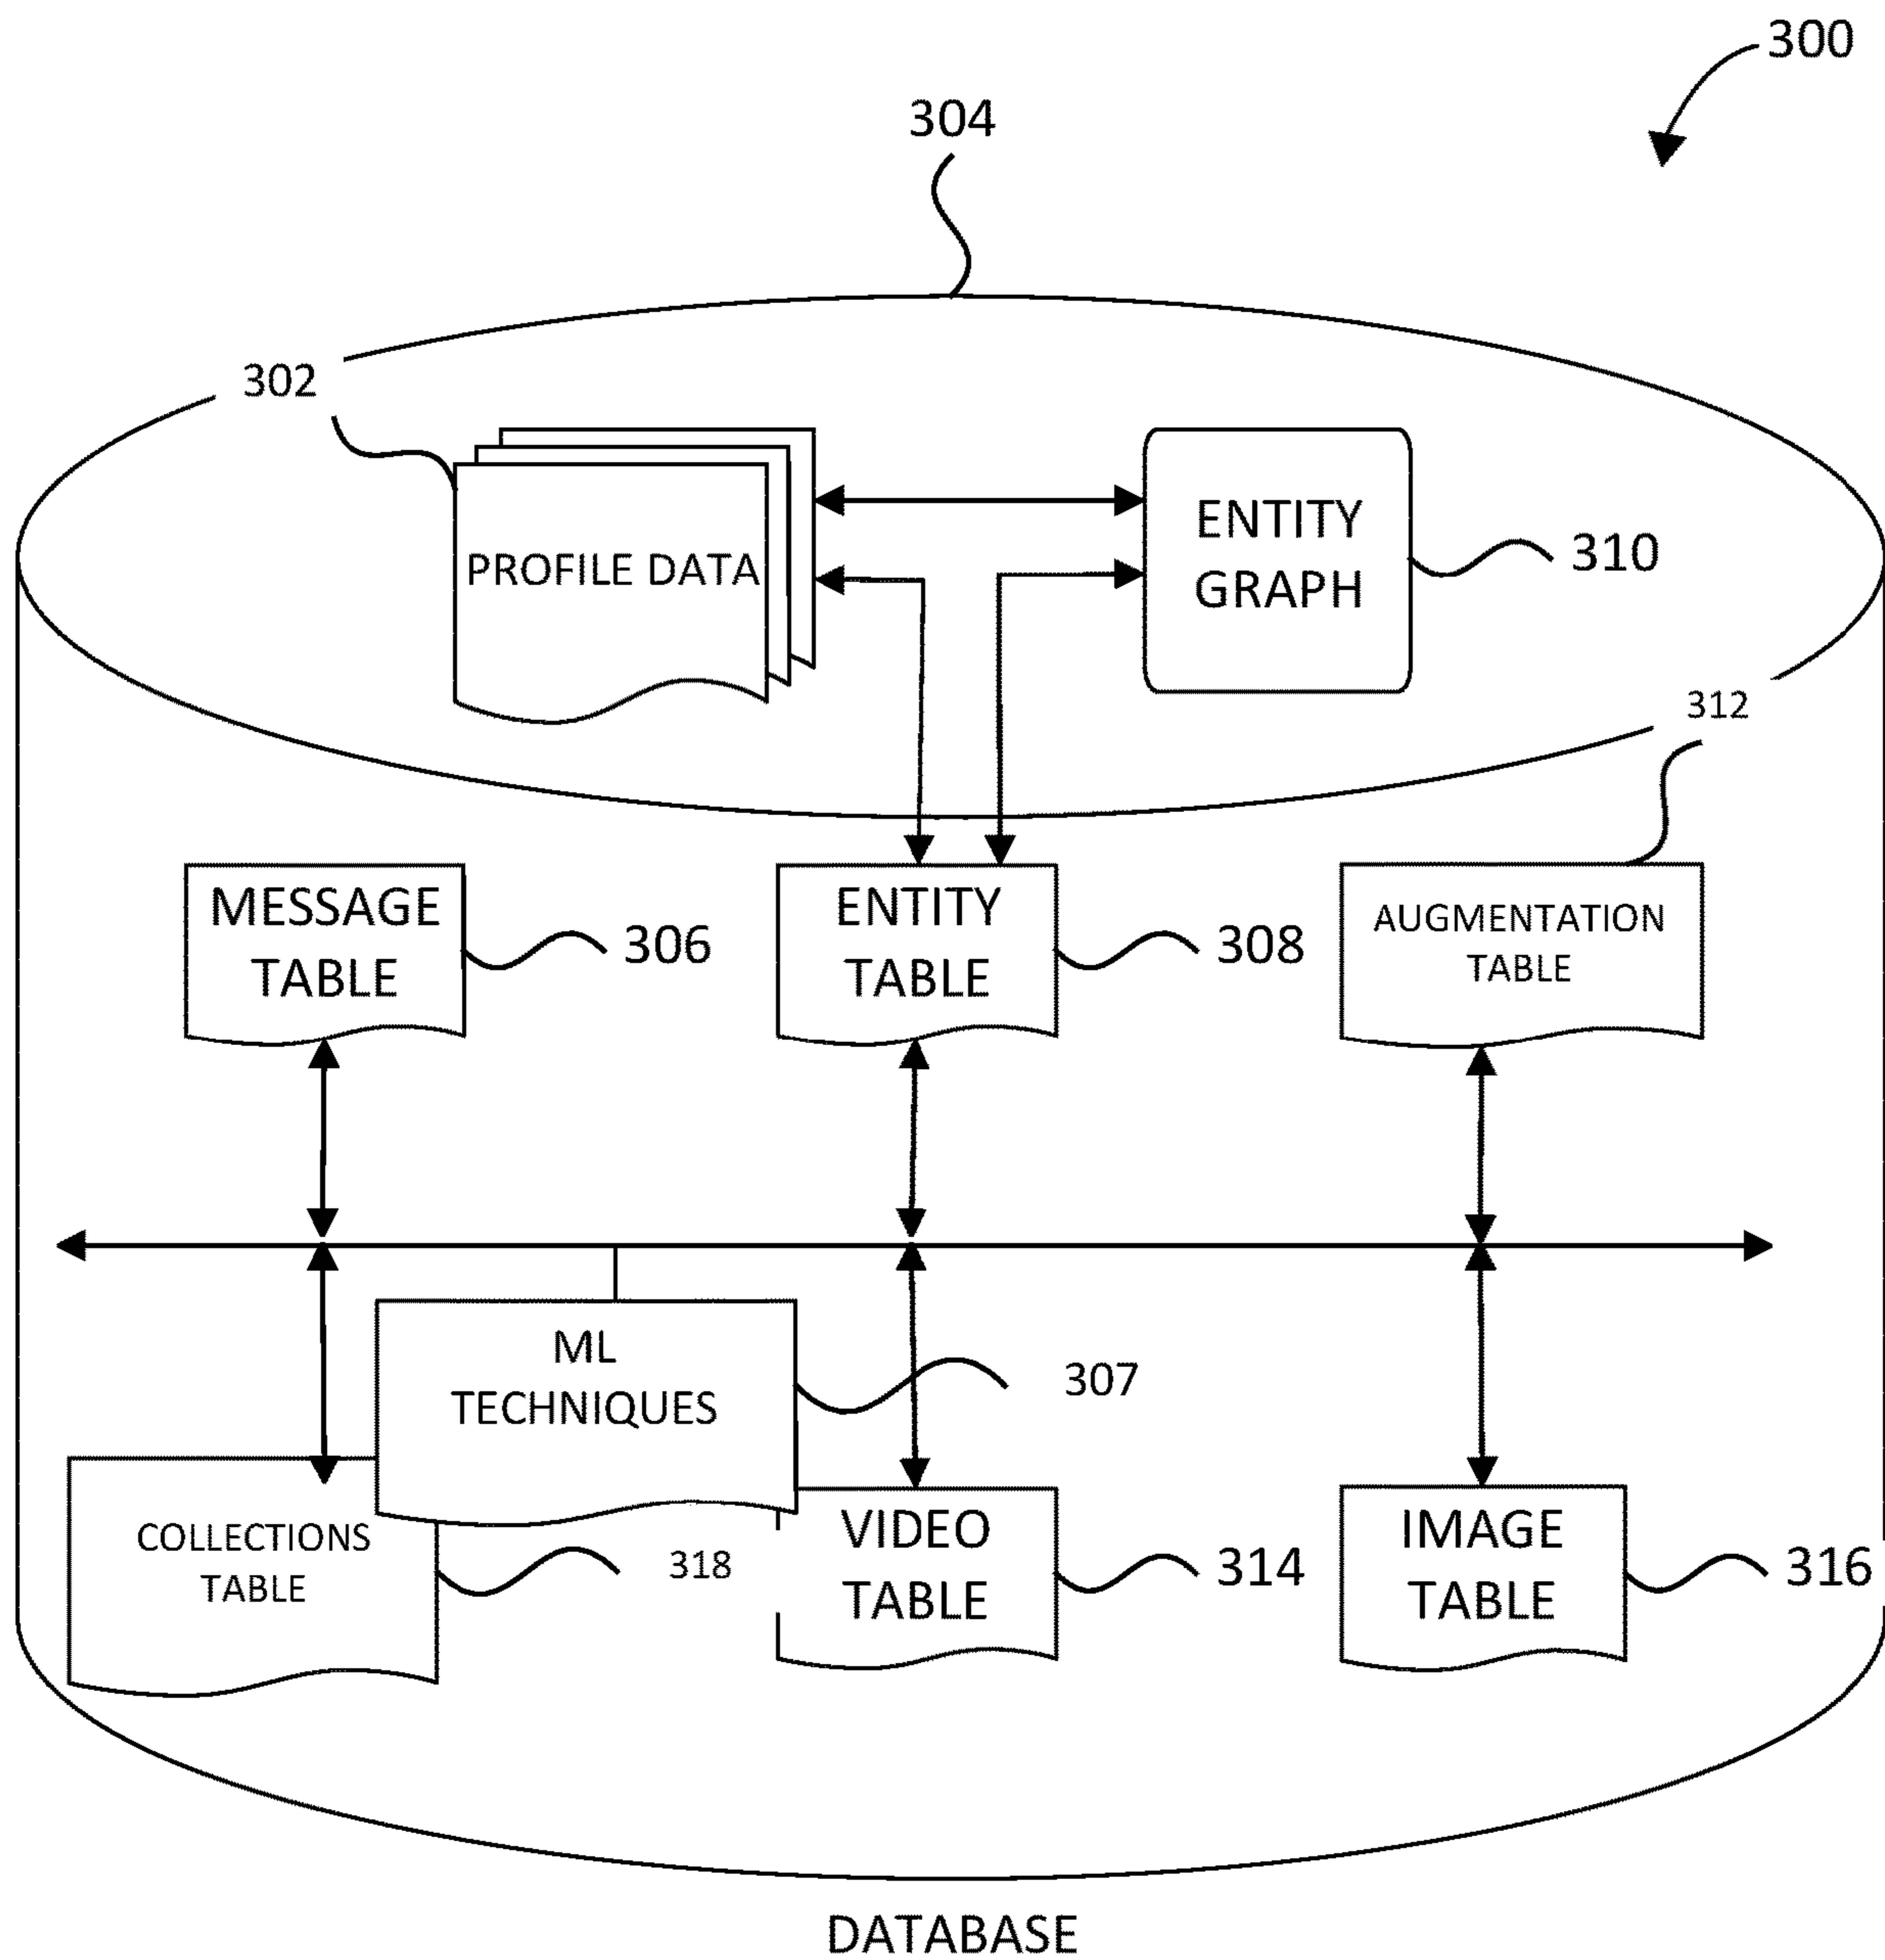 300
304
302
PROFILE DATA
ENTITY
GRAPH
310
312
MESSAGE
TABLE
306
ENTITY
TABLE
308
AUGMENTATION
TABLE
ML
TECHNIQUES
307
COLLECTIONS
TABLE
318
VIDEO
TABLE
314
IMAGE
TABLE
316
DATABASE